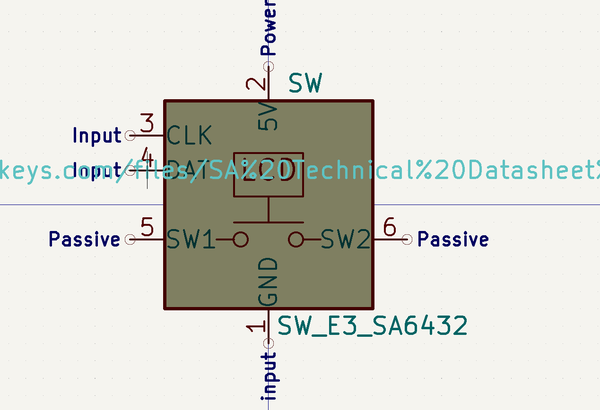 Power
2
SW
5V
Input 3 CLK
Input 4 DAT
LCD
keys.com/files/SA%20Technical%20Datasheet%
Passive 5 SW1
SW2 6 Passive
GND
1
SW_E3_SA6432
input